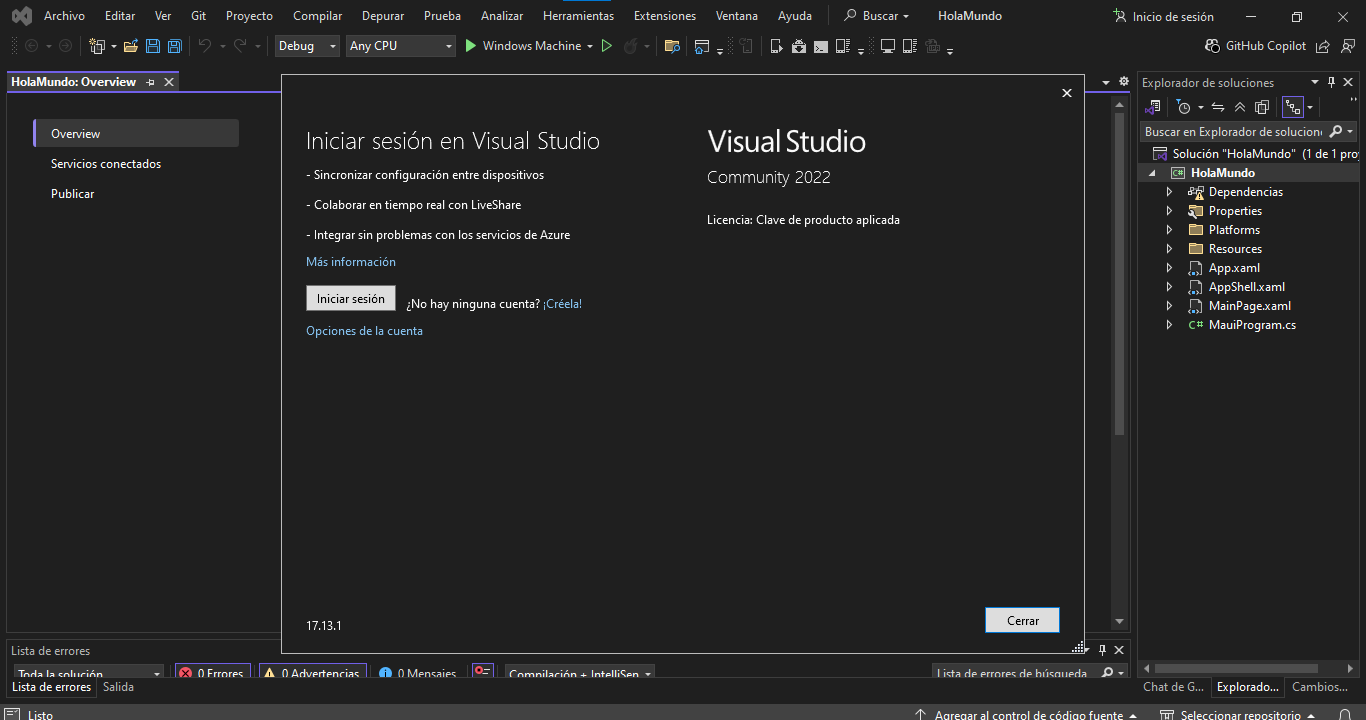 Archivo Editar Ver Git Proyecto Compilar Depurar Prueba Analizar Herramientas Extensiones Ventana Ayuda Buscar HolaMundo Inicio de sesión
Debug Any CPU Windows Machine GitHub Copilot
HolaMundo: Overview
Overview
Servicios conectados
Publicar
Iniciar sesión en Visual Studio
- Sincronizar configuración entre dispositivos
- Colaborar en tiempo real con LiveShare
- Integrar sin problemas con los servicios de Azure
Más información
Iniciar sesión ¿No hay ninguna cuenta? ¡Créela!
Opciones de la cuenta
17.13.1
Visual Studio
Community 2022
Licencia: Clave de producto aplicada
Cerrar
Explorador de soluciones
Buscar en Explorador de solucione
Solución "HolaMundo" (1 de 1 pro
C# HolaMundo
Dependencias
Properties
Platforms
Resources
App.xaml
AppShell.xaml
MainPage.xaml
C# MauiProgram.cs
Lista de errores
Toda la solución 0 Errores 0 Advertencias 0 Mensajes Compilación + IntelliSen Lista de errores de búsqueda
Lista de errores Salida
Chat de G... Explorado... Cambios...
Listo Agregar al control de código fuente Seleccionar repositorio